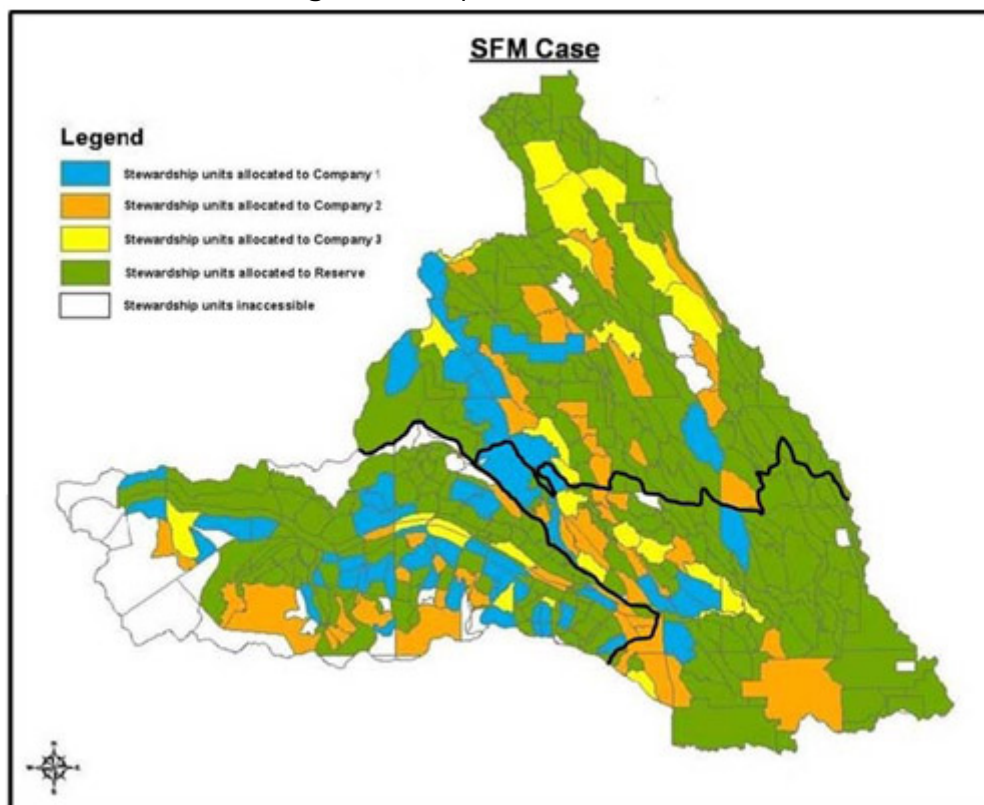 SFM Case
Legend
Stewardship units allocated to Company 1
Stewardship units allocated to Company 2
Stewardship units allocated to Company 3
Stewardship units allocated to Reserve
Stewardship units inaccessible